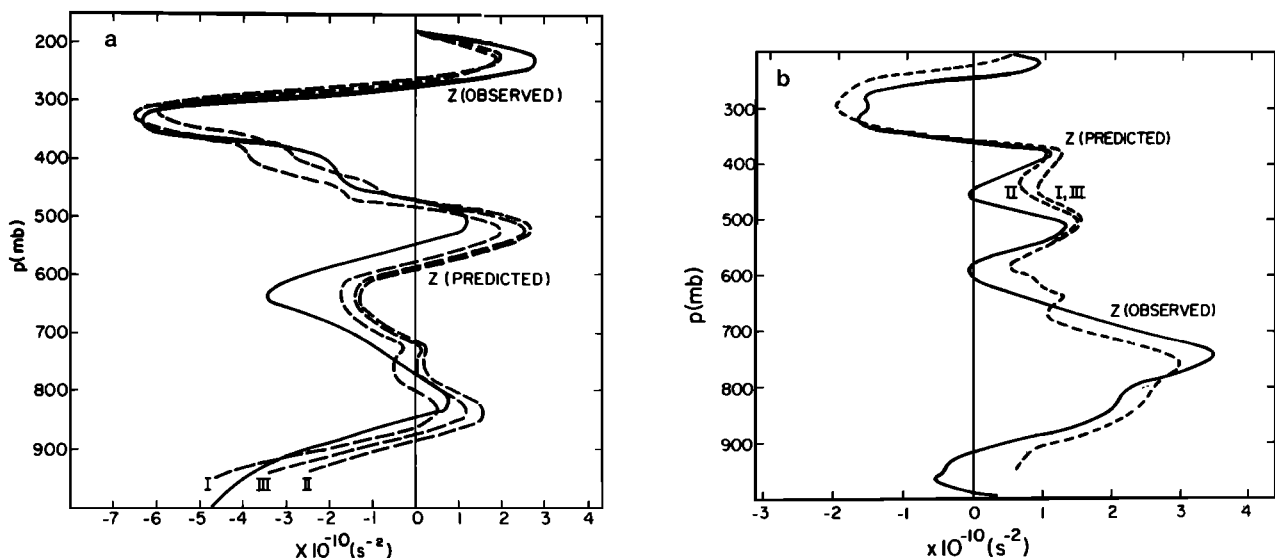 a
200
300
400
500
600
700
800
900
p(mb)
Z (OBSERVED)
Z (PREDICTED)
I III II
-7 -6 -5 -4 -3 -2 -1 0 1 2 3 4
X10⁻¹⁰ (s⁻²)
b
300
400
500
600
700
800
900
p(mb)
Z (PREDICTED)
II I, III
Z (OBSERVED)
-3 -2 -1 0 1 2 3 4
x10⁻¹⁰ (s⁻²)